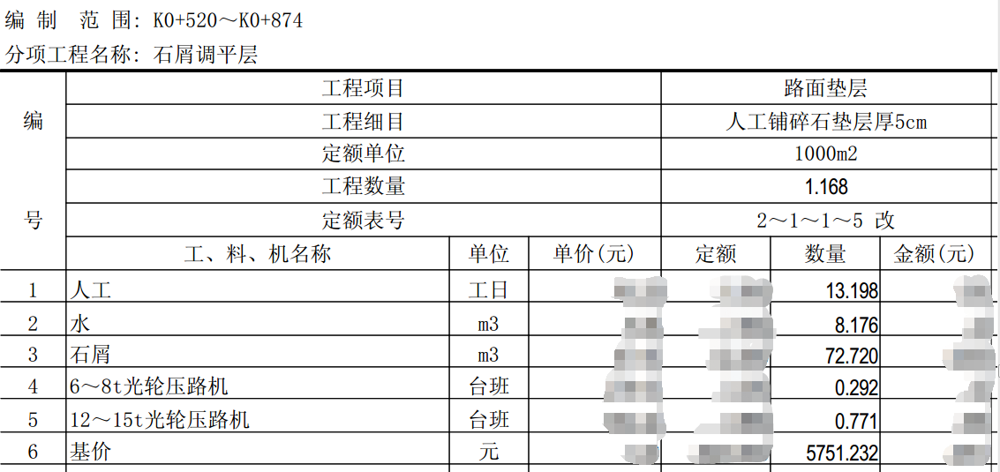 编 制 范 围: K0+520～K0+874
分项工程名称: 石屑调平层
编号 工程项目 路面垫层
工程细目 人工铺碎石垫层厚5cm
定额单位 1000m2
工程数量 1.168
定额表号 2～1～1～5 改
工、料、机名称 单位 单价(元) 定额 数量 金额(元)
1 人工 工日 13.198
2 水 m3 8.176
3 石屑 m3 72.720
4 6～8t光轮压路机 台班 0.292
5 12～15t光轮压路机 台班 0.771
6 基价 元 5751.232